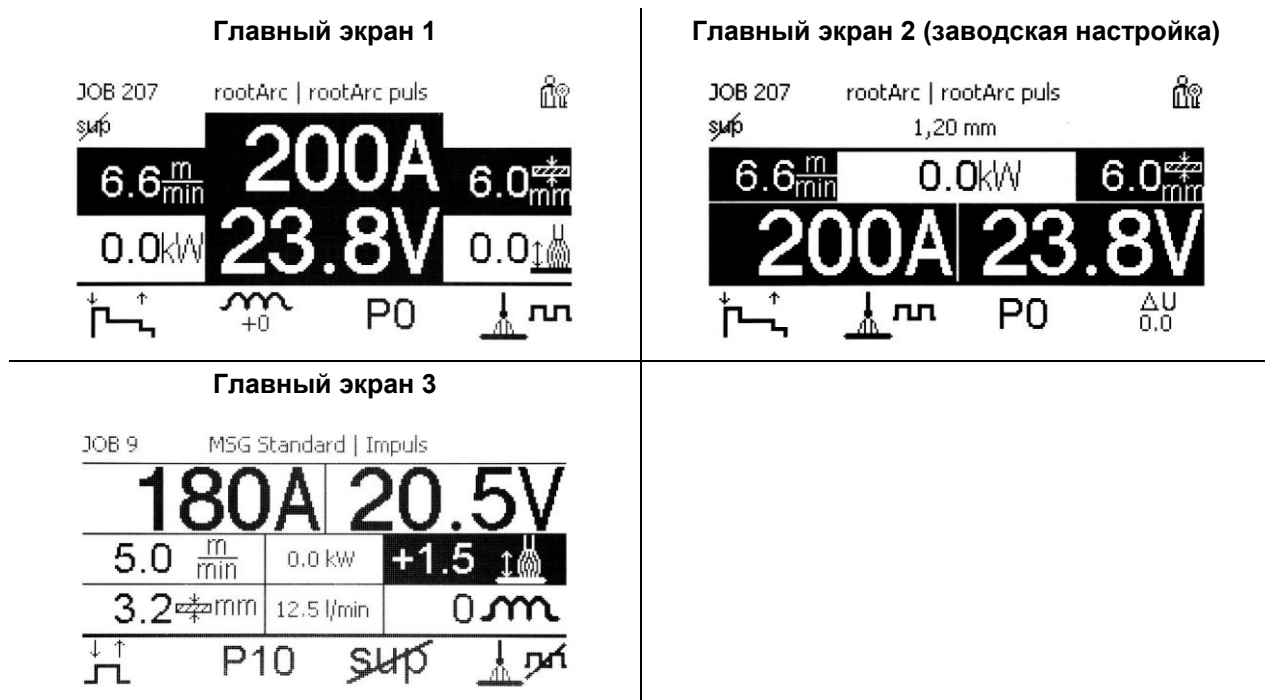 Главный экран 1
JOB 207 rootArc | rootArc puls
sup
200A
6.6 m/min
6.0 mm
0.0kW
23.8V
0.0
+0
P0
Главный экран 2 (заводская настройка)
JOB 207 rootArc | rootArc puls
sup 1,20 mm
6.6 m/min 0.0kW 6.0 mm
200A 23.8V
P0 ΔU
0.0
Главный экран 3
JOB 9 MSG Standard | Impuls
180A 20.5V
5.0 m/min 0.0 kW +1.5
3.2 mm 12.5 l/min 0
P10 sup